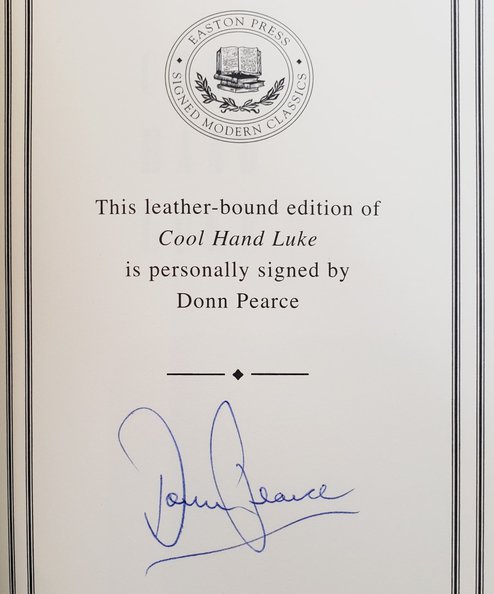 EASTON PRESS
SIGNED MODERN CLASSICS
This leather-bound edition of
Cool Hand Luke
is personally signed by
Donn Pearce
Donn Pearce